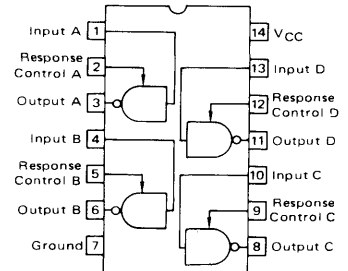 Input A 1
Response
Control A 2
Output A 3
Input B 4
Response
Control B 5
Output B 6
Ground 7
14 VCC
13 Input D
12 Response
Control D
11 Output D
10 Input C
9 Response
Control C
8 Output C